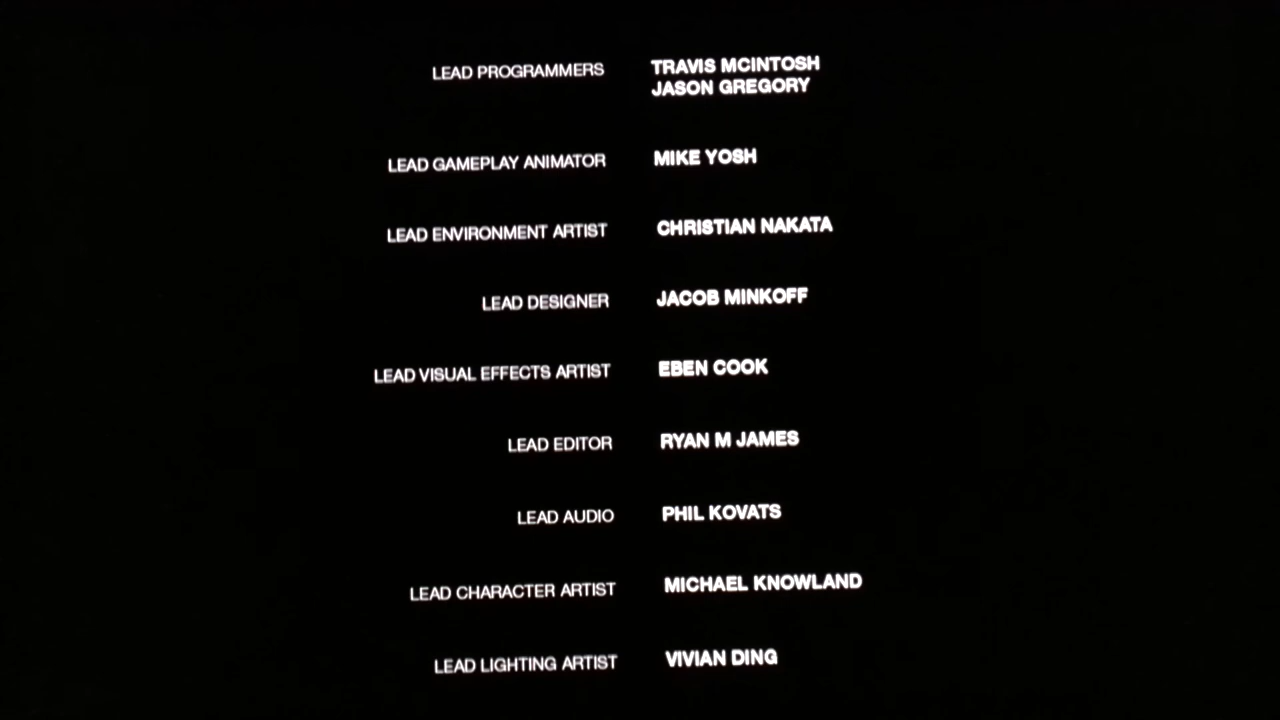 LEAD PROGRAMMERS TRAVIS MCINTOSH
JASON GREGORY
LEAD GAMEPLAY ANIMATOR MIKE YOSH
LEAD ENVIRONMENT ARTIST CHRISTIAN NAKATA
LEAD DESIGNER JACOB MINKOFF
LEAD VISUAL EFFECTS ARTIST EBEN COOK
LEAD EDITOR RYAN M JAMES
LEAD AUDIO PHIL KOVATS
LEAD CHARACTER ARTIST MICHAEL KNOWLAND
LEAD LIGHTING ARTIST VIVIAN DING